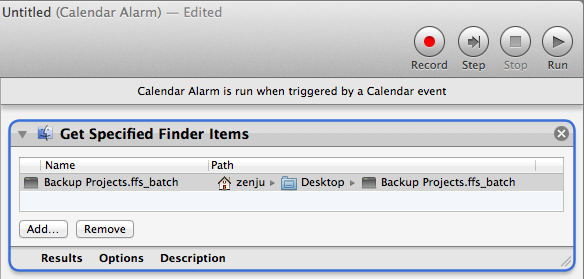 Untitled (Calendar Alarm) — Edited
Record Step Stop Run
Calendar Alarm is run when triggered by a Calendar event
Get Specified Finder Items
Name Path
Backup Projects.ffs_batch zenju Desktop Backup Projects.ffs_batch
Add... Remove
Results Options Description